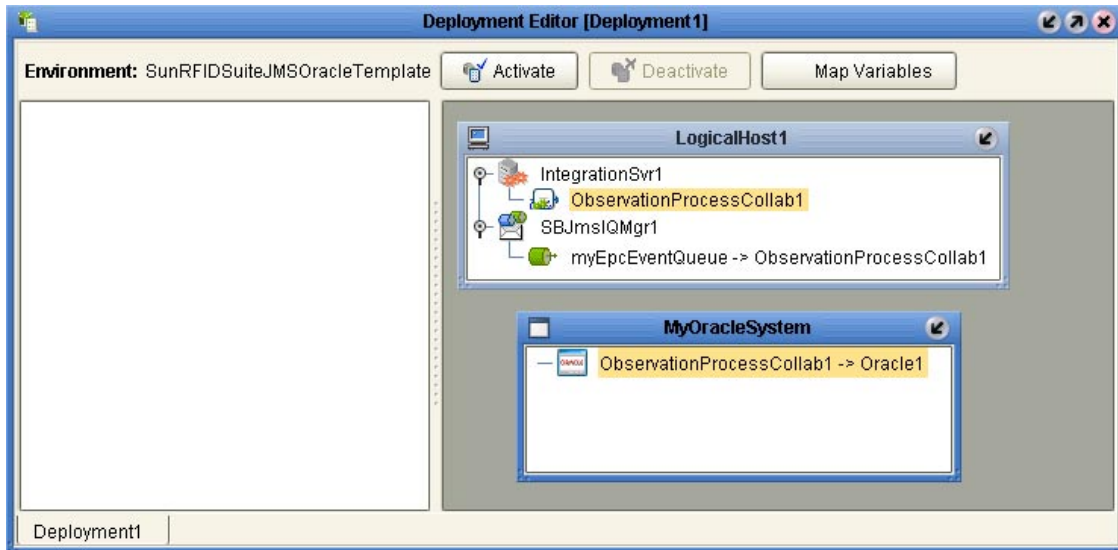 Deployment Editor [Deployment1]
Environment: SunRFIDSuiteJMSOracleTemplate
Activate
Deactivate
Map Variables
LogicalHost1
IntegrationSvr1
ObservationProcessCollab1
SBJmsIQMgr1
myEpcEventQueue -> ObservationProcessCollab1
MyOracleSystem
ORACLE
ObservationProcessCollab1 -> Oracle1
Deployment1